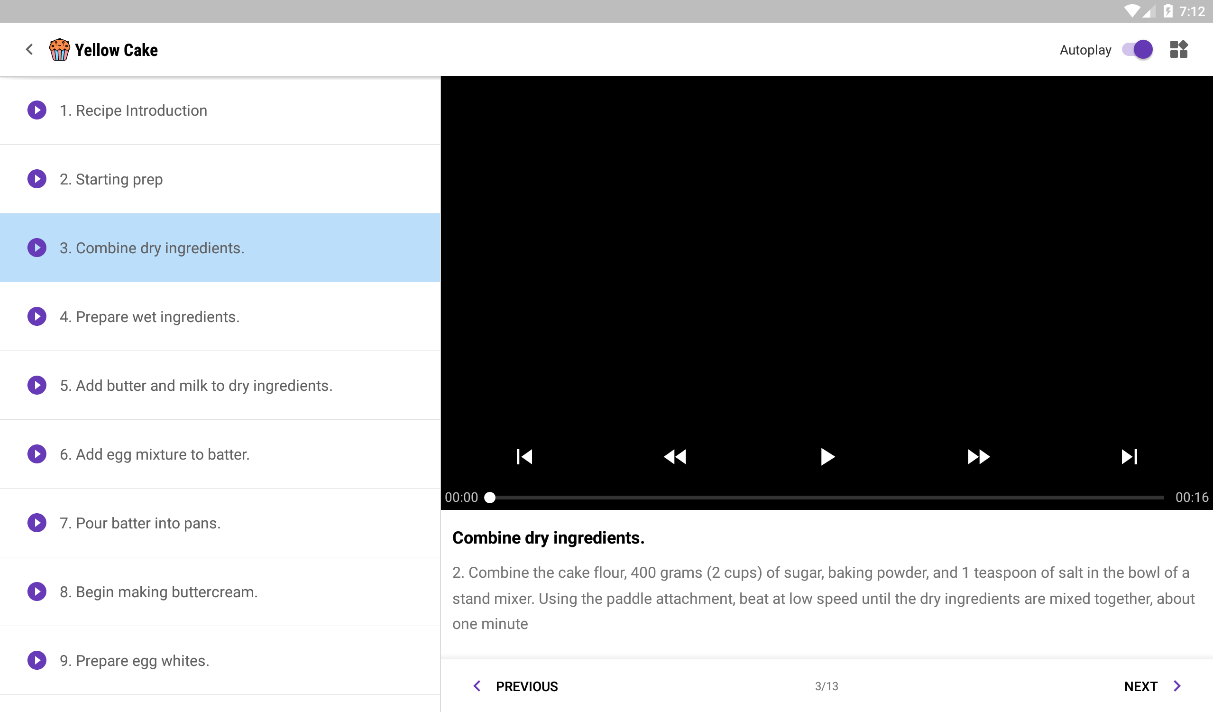 7:12
Yellow Cake
Autoplay
1. Recipe Introduction
2. Starting prep
3. Combine dry ingredients.
4. Prepare wet ingredients.
5. Add butter and milk to dry ingredients.
6. Add egg mixture to batter.
7. Pour batter into pans.
8. Begin making buttercream.
9. Prepare egg whites.
00:00
00:16
Combine dry ingredients.
2. Combine the cake flour, 400 grams (2 cups) of sugar, baking powder, and 1 teaspoon of salt in the bowl of a
stand mixer. Using the paddle attachment, beat at low speed until the dry ingredients are mixed together, about
one minute
PREVIOUS
3/13
NEXT